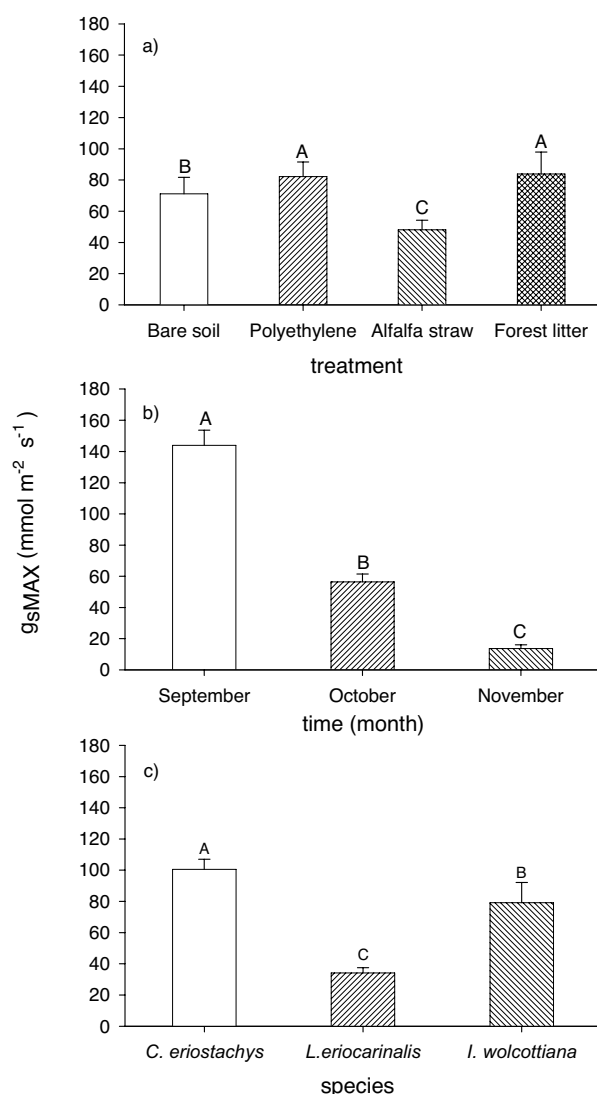 gsMAX (mmol m-2 s-1)
a)
180
160
140
120
100
80
60
40
20
0
B
A
C
A
Bare soil
Polyethylene
Alfalfa straw
Forest litter
treatment
b)
180
160
140
120
100
80
60
40
20
0
A
B
C
September
October
November
time (month)
c)
180
160
140
120
100
80
60
40
20
0
A
C
B
C. eriostachys
L.eriocarinalis
I. wolcottiana
species